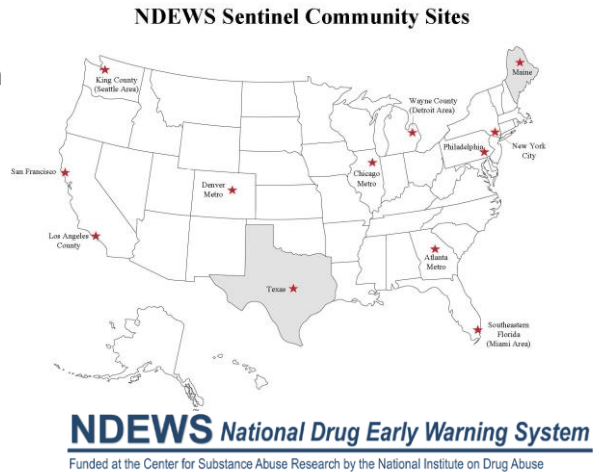 NDEWS Sentinel Community Sites
Maine
King County
(Seattle Area)
Wayne County
(Detroit Area)
Philadelphia
New York
City
San Francisco
Chicago
Metro
Denver
Metro
Los Angeles
County
Atlanta
Metro
Texas
Southeastern
Florida
(Miami Area)
NDEWS National Drug Early Warning System
Funded at the Center for Substance Abuse Research by the National Institute on Drug Abuse